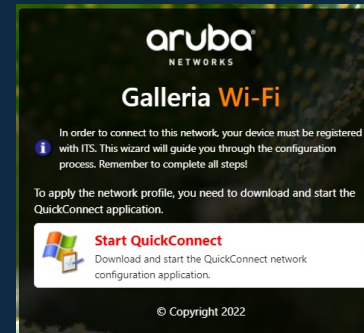 aruba
NETWORKS
Galleria Wi-Fi
In order to connect to this network, your device must be registered
with ITS. This wizard will guide you through the configuration
process. Remember to complete all steps!
To apply the network profile, you need to download and start the
QuickConnect application.
Start QuickConnect
Download and start the QuickConnect network
configuration application.
© Copyright 2022